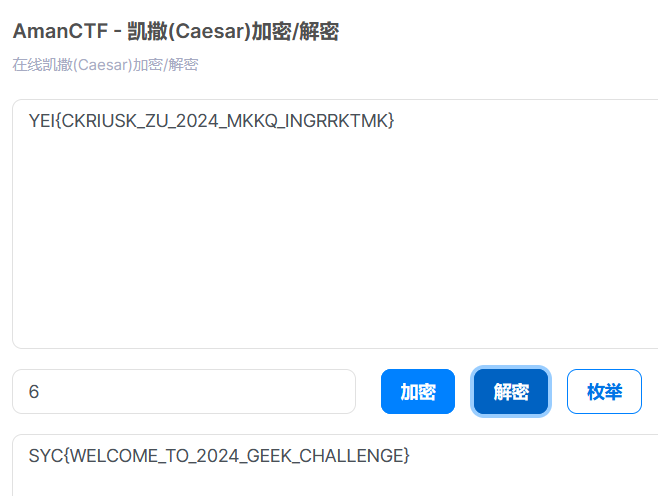 AmanCTF - 凯撒(Caesar)加密/解密
在线凯撒(Caesar)加密/解密
YEI{CKRIUSK_ZU_2024_MKKQ_INGRRKTMK}
6
加密
解密
枚举
SYC{WELCOME_TO_2024_GEEK_CHALLENGE}